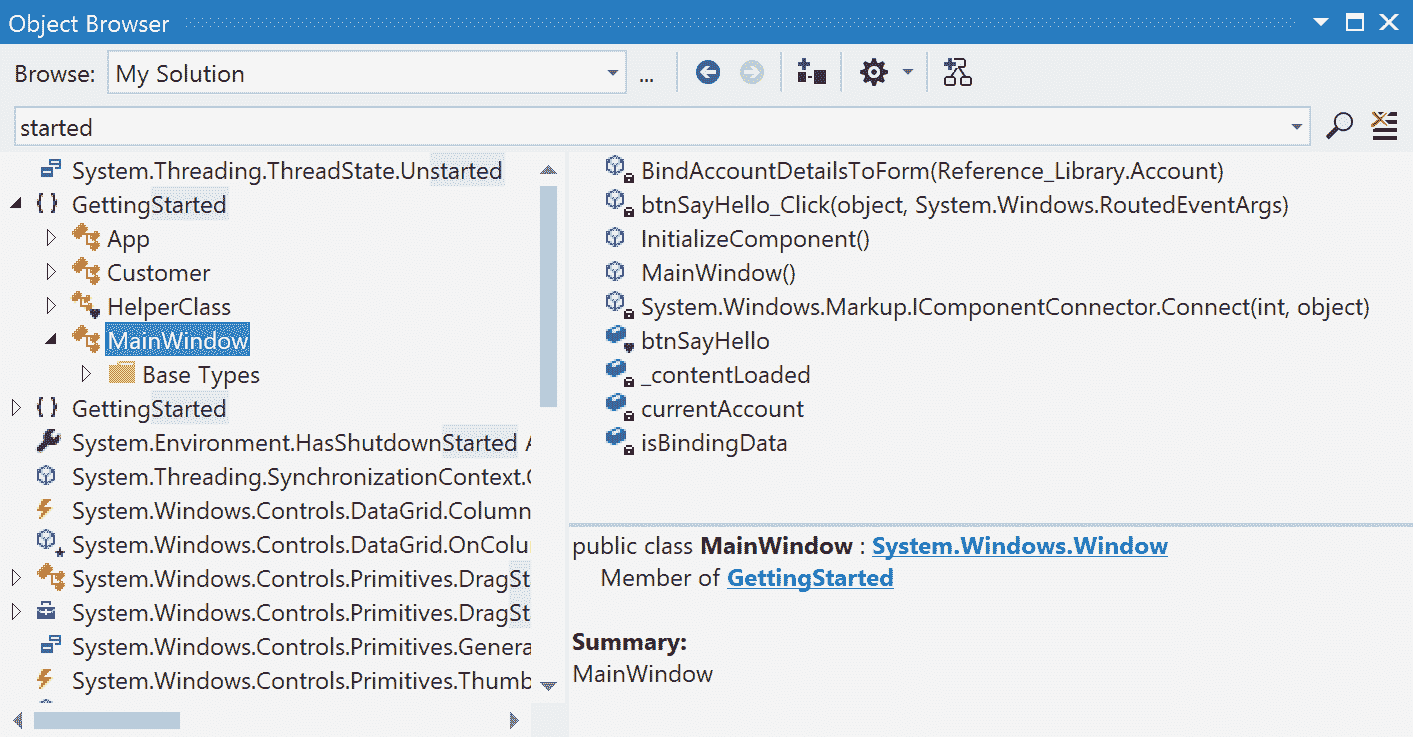 Object Browser
Browse: My Solution ...
started
System.Threading.ThreadState.Unstarted
GettingStarted
App
Customer
HelperClass
MainWindow
Base Types
GettingStarted
System.Environment.HasShutdownStarted
System.Threading.SynchronizationContext.
System.Windows.Controls.DataGrid.Column
System.Windows.Controls.DataGrid.OnColu
System.Windows.Controls.Primitives.DragSt
System.Windows.Controls.Primitives.DragSt
System.Windows.Controls.Primitives.Genera
System.Windows.Controls.Primitives.Thumb
BindAccountDetailsToForm(Reference_Library.Account)
btnSayHello_Click(object, System.Windows.RoutedEventArgs)
InitializeComponent()
MainWindow()
System.Windows.Markup.IComponentConnector.Connect(int, object)
btnSayHello
_contentLoaded
currentAccount
isBindingData
public class MainWindow : System.Windows.Window
Member of GettingStarted
Summary:
MainWindow